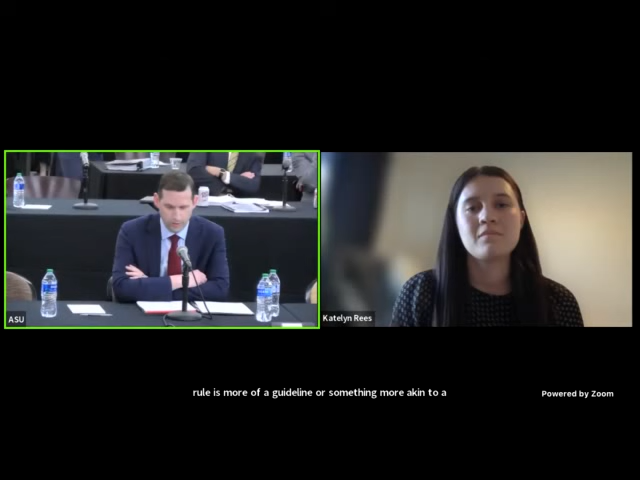 ASU
Katelyn Rees
rule is more of a guideline or something more akin to a
Powered by Zoom